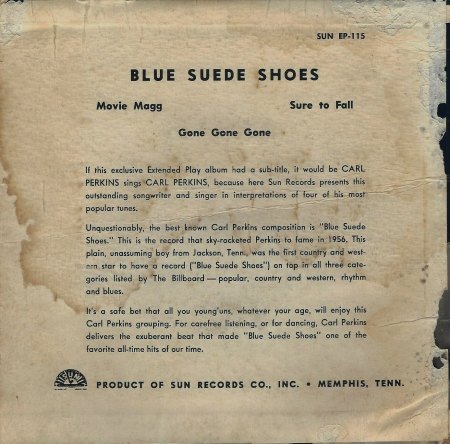 SUN EP-115
BLUE SUEDE SHOES
Movie Magg Sure to Fall
Gone Gone Gone
If this exclusive Extended Play album had a sub-title, it would be CARL
PERKINS sings CARL PERKINS, because here Sun Records presents this
outstanding songwriter and singer in interpretations of four of his
most popular tunes.
Unquestionably, the best known Carl Perkins composition is "Blue Suede
Shoes." This is the record that sky-rocketed Perkins to fame in 1956. This
plain, unassuming boy from Jackson, Tenn., was the first country and west-
ern star to have a record ("Blue Suede Shoes") on top in all three cate-
gories listed by The Billboard — popular, country and western, rhythm
and blues.
It's a safe bet that all you young'uns, whatever your age, will enjoy this
Carl Perkins grouping. For carefree listening, or for dancing, Carl Perkins
delivers the exuberant beat that made "Blue Suede Shoes" one of the
favorite all-time hits of our time.
SUN
PRODUCT OF SUN RECORDS CO., INC. • MEMPHIS, TENN.